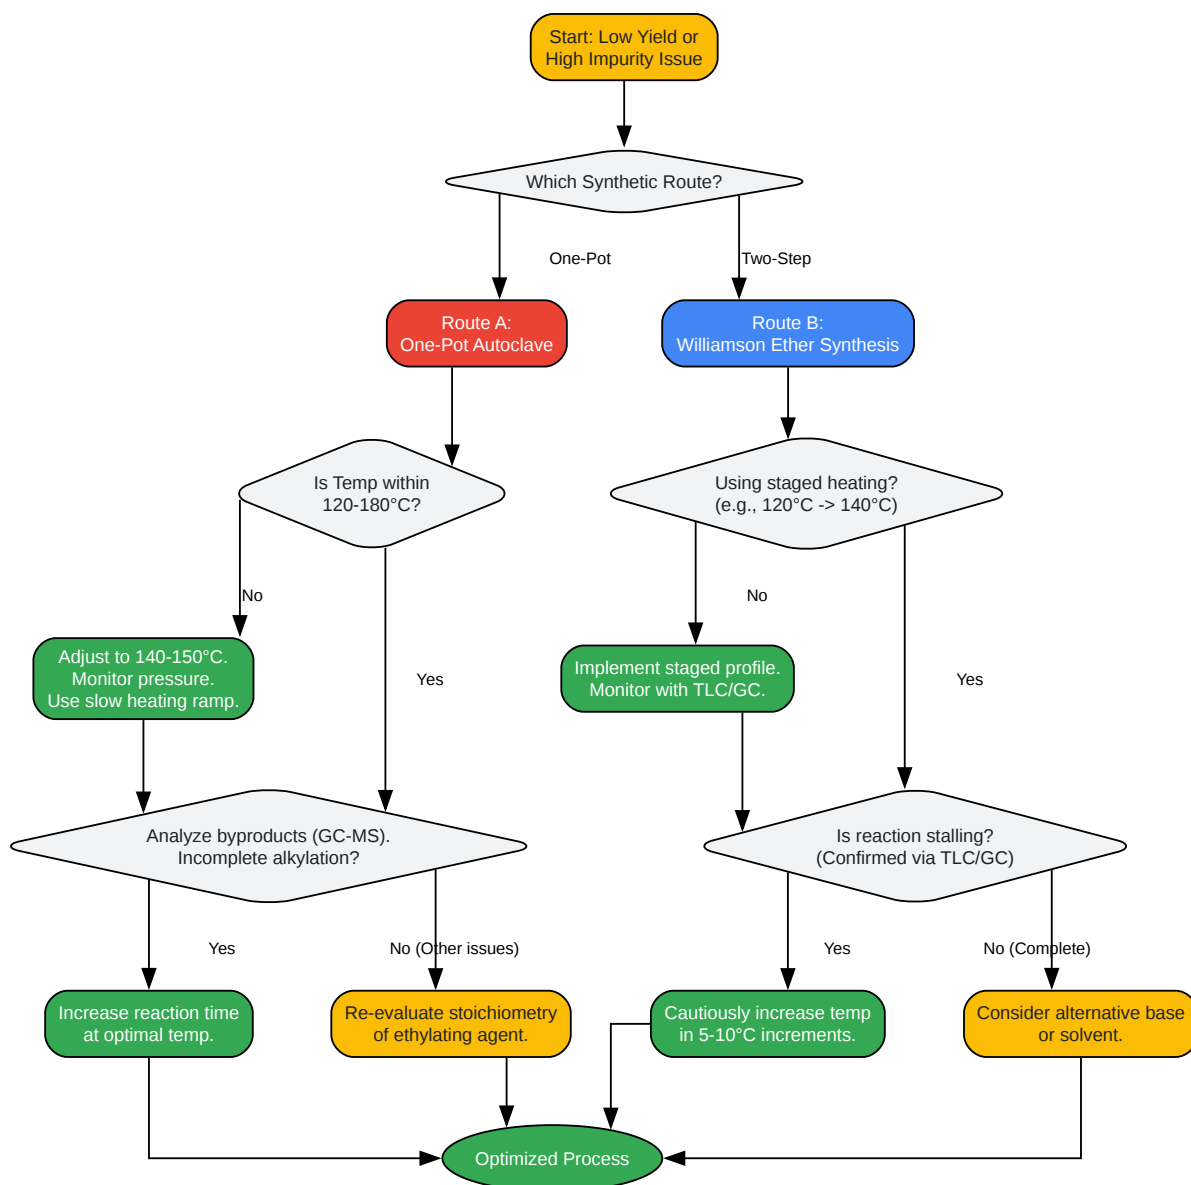 Start: Low Yield or
High Impurity Issue
Which Synthetic Route?
One-Pot
Two-Step
Route A:
One-Pot Autoclave
Route B:
Williamson Ether Synthesis
Is Temp within
120-180°C?
Using staged heating?
(e.g., 120°C -> 140°C)
No
No
Adjust to 140-150°C.
Monitor pressure.
Use slow heating ramp.
Yes
Implement staged profile.
Monitor with TLC/GC.
Yes
Analyze byproducts (GC-MS).
Incomplete alkylation?
Is reaction stalling?
(Confirmed via TLC/GC)
Yes
No (Other issues)
Yes
No (Complete)
Increase reaction time
at optimal temp.
Re-evaluate stoichiometry
of ethylating agent.
Cautiously increase temp
in 5-10°C increments.
Consider alternative base
or solvent.
Optimized Process